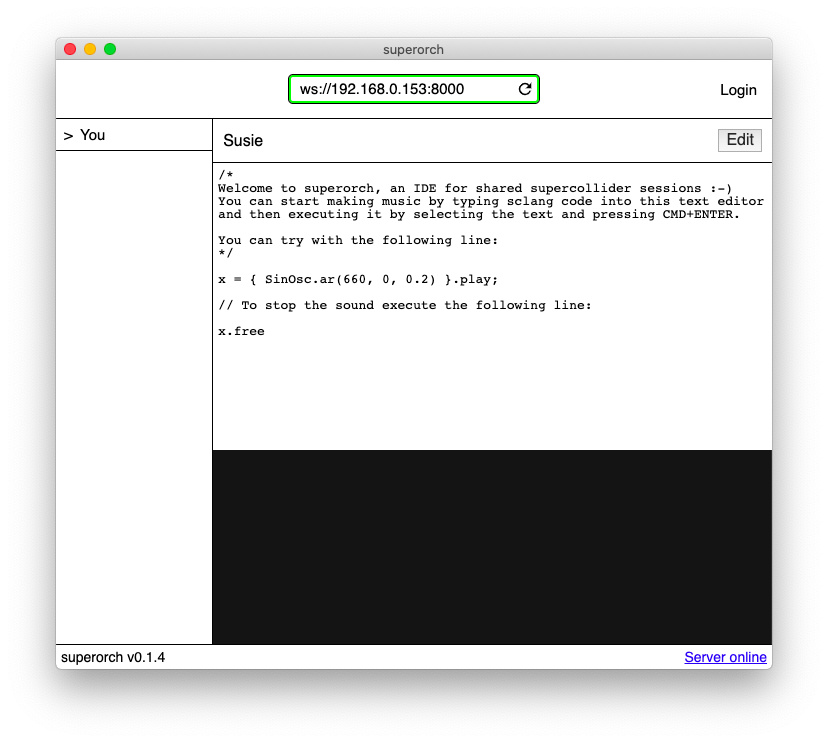 superorch
ws://192.168.0.153:8000
Login
> You
Susie
Edit
/*
Welcome to superorch, an IDE for shared supercollider sessions :-)
You can start making music by typing sclang code into this text editor
and then executing it by selecting the text and pressing CMD+ENTER.
You can try with the following line:
*/
x = { SinOsc.ar(660, 0, 0.2) }.play;
// To stop the sound execute the following line:
x.free
superorch v0.1.4
Server online